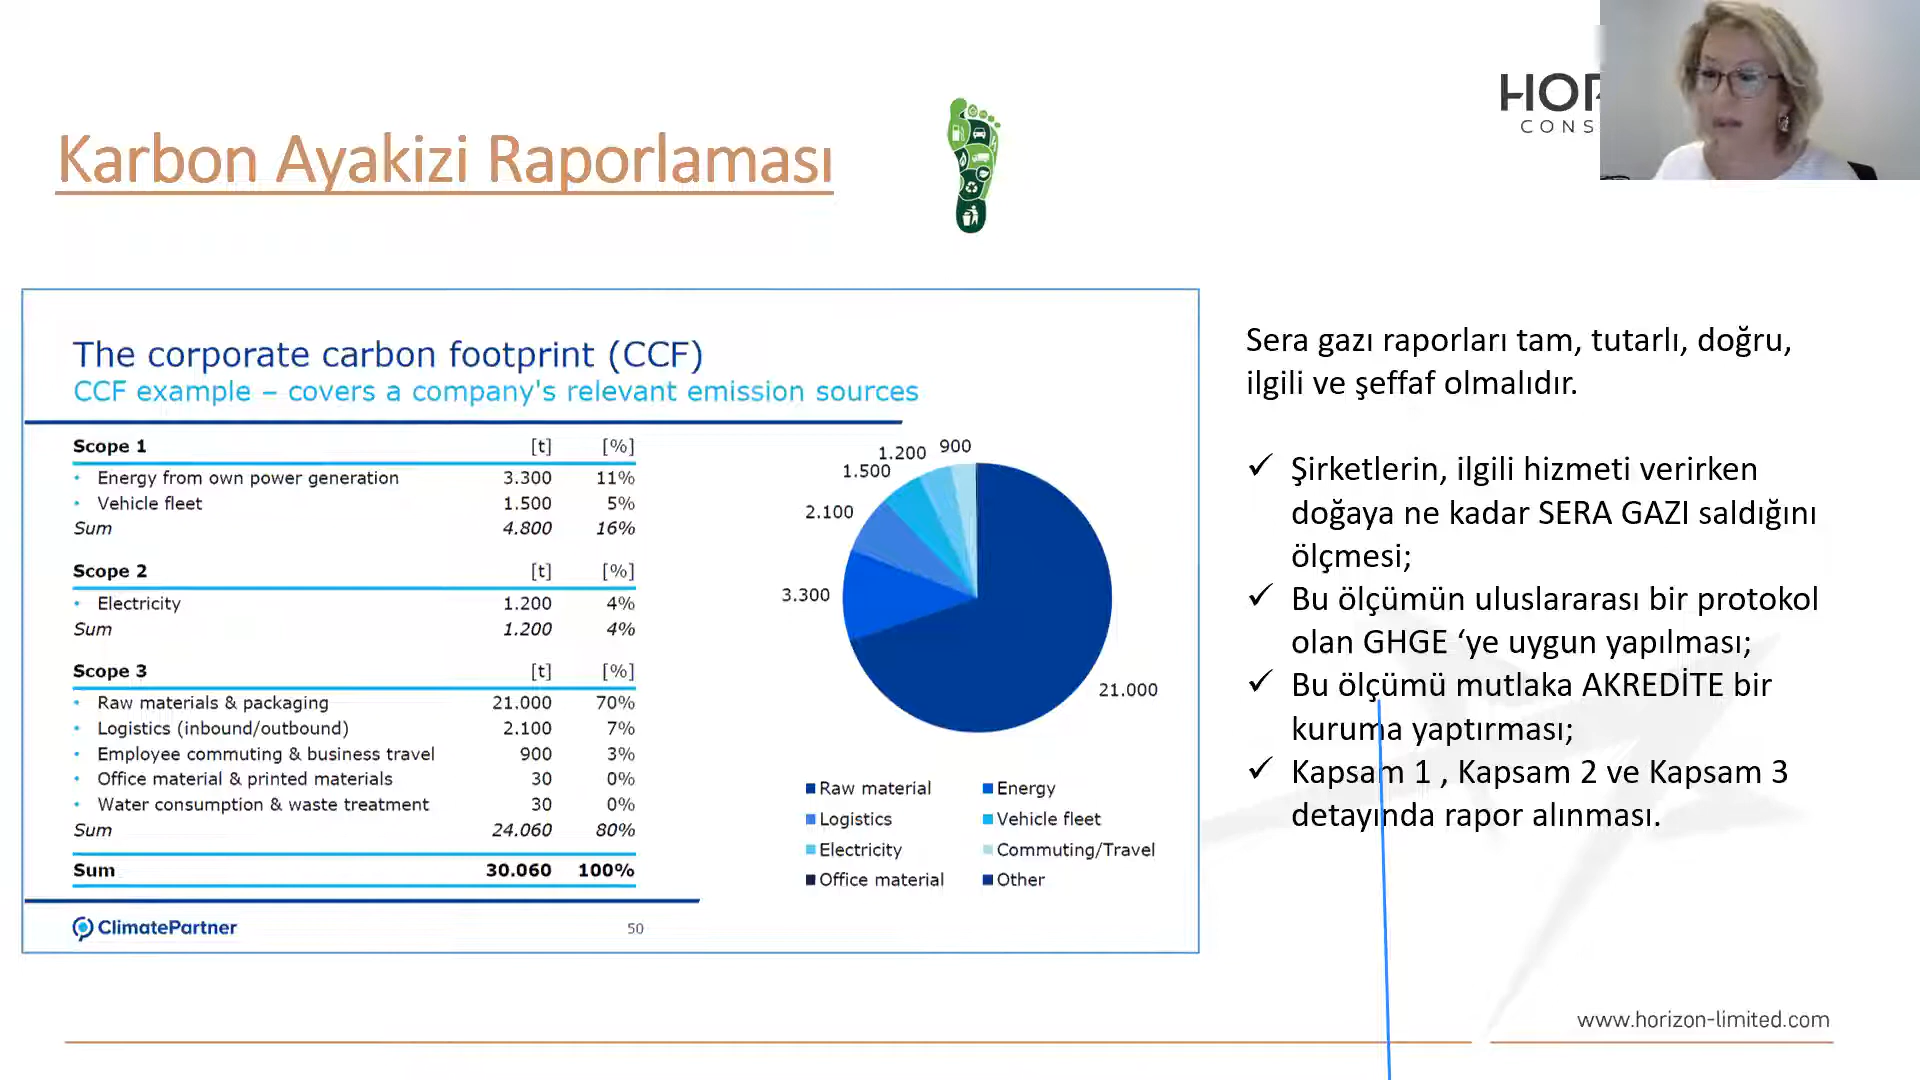 Karbon Ayakizi Raporlaması
CONS
The corporate carbon footprint (CCF)
CCF example – covers a company's relevant emission sources
Scope 1 [t] [%]
• Energy from own power generation 3.300 11%
• Vehicle fleet 1.500 5%
Sum 4.800 16%
Scope 2 [t] [%]
• Electricity 1.200 4%
Sum 1.200 4%
Scope 3 [t] [%]
• Raw materials & packaging 21.000 70%
• Logistics (inbound/outbound) 2.100 7%
• Employee commuting & business travel 900 3%
• Office material & printed materials 30 0%
• Water consumption & waste treatment 30 0%
Sum 24.060 80%
Sum 30.060 100%
ClimatePartner 50
900
1.200
1.500
2.100
3.300
21.000
Raw material Energy
Logistics Vehicle fleet
Electricity Commuting/Travel
Office material Other
Sera gazı raporları tam, tutarlı, doğru,
ilgili ve şeffaf olmalıdır.
✓ Şirketlerin, ilgili hizmeti verirken
doğaya ne kadar SERA GAZI saldığını
ölçmesi;
✓ Bu ölçümün uluslararası bir protokol
olan GHGE ‘ye uygun yapılması;
✓ Bu ölçümü mutlaka AKREDİTE bir
kuruma yaptırması;
✓ Kapsam 1 , Kapsam 2 ve Kapsam 3
detayında rapor alınması.
www.horizon-limited.com